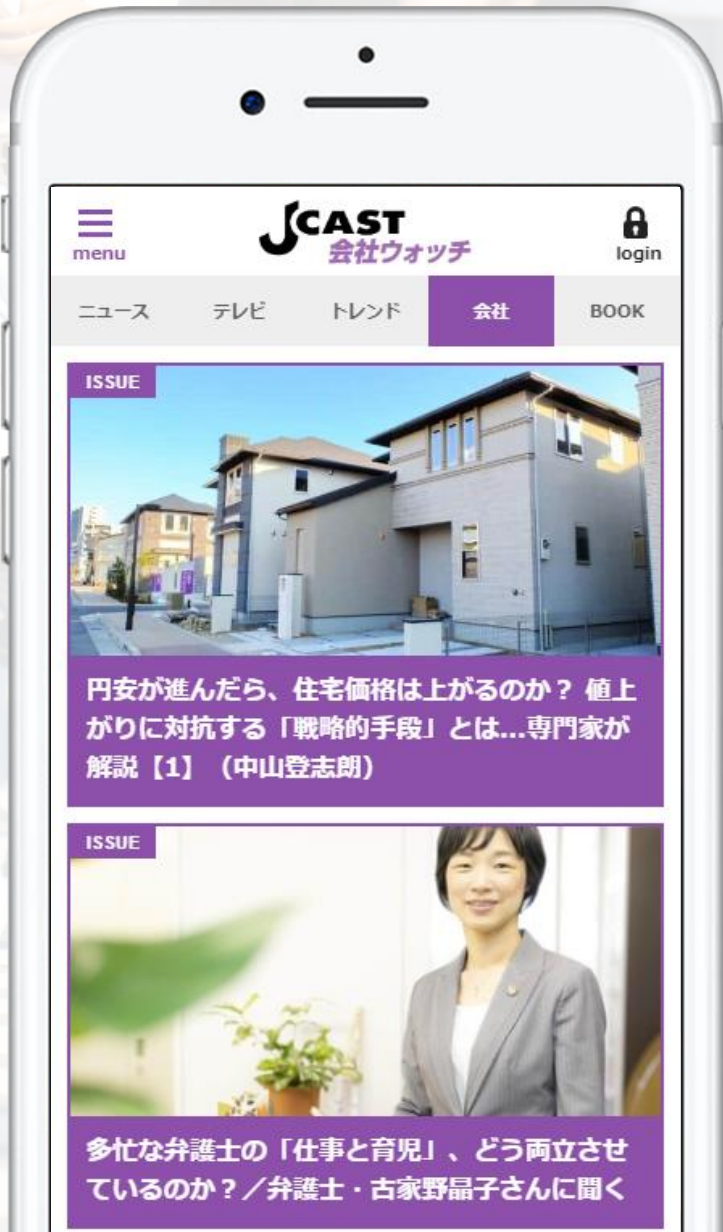 menu
JCAST
会社ウォッチ
login
ニュース テレビ トレンド 会社 BOOK
ISSUE
円安が進んだら、住宅価格は上がるのか？ 値上
がりに対抗する「戦略的手段」とは...専門家が
解説【1】（中山登志朗）
ISSUE
多忙な弁護士の「仕事と育児」、どう両立させ
ているのか？／弁護士・古家野晶子さんに聞く